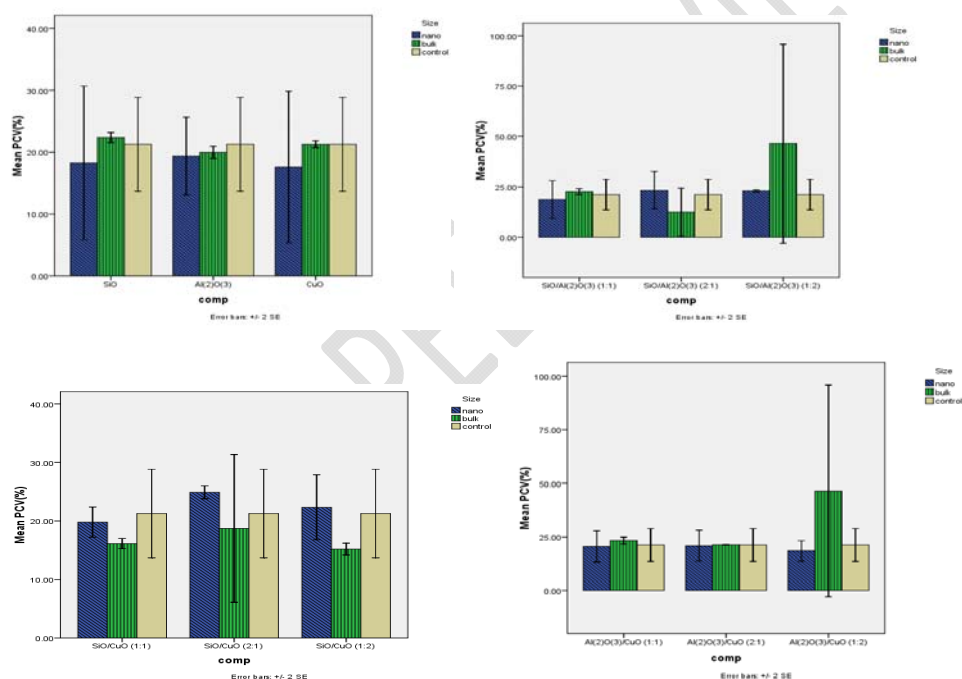 40.00
30.00
20.00
10.00
0.00
Mean PCV(%)
SiO Al(2)O(3) CuO
comp
Error bars: +/- 2 SE
Size
nano
bulk
control
100.00
75.00
50.00
25.00
0.00
Mean PCV(%)
SiO/Al(2)O(3) (1:1) SiO/Al(2)O(3) (2:1) SiO/Al(2)O(3) (1:2)
comp
Error bars: +/- 2 SE
Size
nano
bulk
control
40.00
30.00
20.00
10.00
0.00
Mean PCV(%)
SiO/CuO (1:1) SiO/CuO (2:1) SiO/CuO (1:2)
comp
Error bars: +/- 2 SE
Size
nano
bulk
control
100.00
75.00
50.00
25.00
0.00
Mean PCV(%)
Al(2)O(3)/CuO (1:1) Al(2)O(3)/CuO (2:1) Al(2)O(3)/CuO (1:2)
comp
Error bars: +/- 2 SE
Size
nano
bulk
control